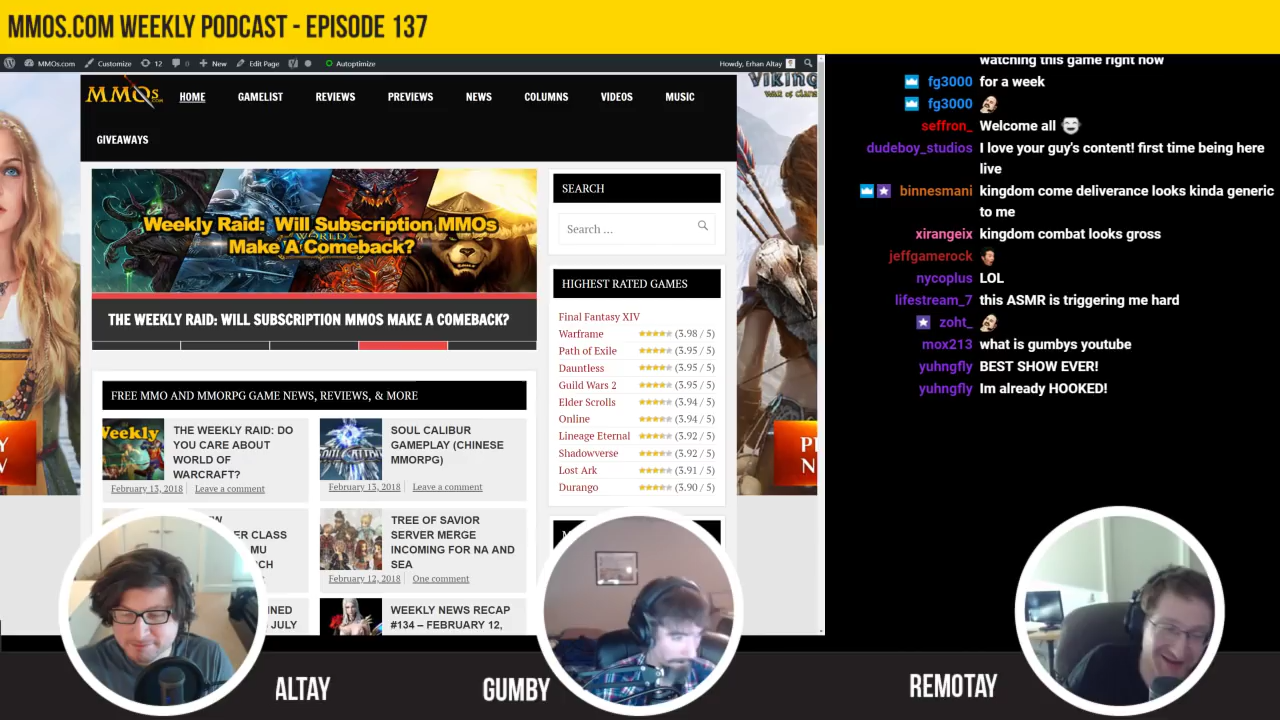 MMOS.COM WEEKLY PODCAST - EPISODE 137
MMOs.com
Customize
12
0
New
Edit Page
Autoptimize
Howdy, Erhan Altay
MMOs
.COM
HOME
GAMELIST
REVIEWS
PREVIEWS
NEWS
COLUMNS
VIDEOS
MUSIC
GIVEAWAYS
VIKING
WAR OF CLANS
Weekly Raid: Will Subscription MMOs
Make A Comeback?
THE WEEKLY RAID: WILL SUBSCRIPTION MMOS MAKE A COMEBACK?
SEARCH
Search ...
HIGHEST RATED GAMES
Final Fantasy XIV
Warframe (3.98 / 5)
Path of Exile (3.95 / 5)
Dauntless (3.95 / 5)
Guild Wars 2 (3.95 / 5)
Elder Scrolls (3.94 / 5)
Online (3.94 / 5)
Lineage Eternal (3.92 / 5)
Shadowverse (3.92 / 5)
Lost Ark (3.91 / 5)
Durango (3.90 / 5)
FREE MMO AND MMORPG GAME NEWS, REVIEWS, & MORE
Weekly
THE WEEKLY RAID: DO
YOU CARE ABOUT
WORLD OF
WARCRAFT?
February 13, 2018
Leave a comment
SOUL CALIBUR
GAMEPLAY (CHINESE
MMORPG)
February 13, 2018
Leave a comment
ER CLASS
MU
TREE OF SAVIOR
SERVER MERGE
INCOMING FOR NA AND
SEA
February 12, 2018
One comment
JULY
WEEKLY NEWS RECAP
#134 – FEBRUARY 12,
watching this game right now
fg3000 for a week
fg3000
seffron_ Welcome all
dudeboy_studios I love your guy's content! first time being here
live
binnesmani kingdom come deliverance looks kinda generic
to me
xirangeix kingdom combat looks gross
jeffgamerock
nycoplus LOL
lifestream_7 this ASMR is triggering me hard
zoht_
mox213 what is gumbys youtube
yuhngfly BEST SHOW EVER!
yuhngfly Im already HOOKED!
ALTAY
GUMBY
REMOTAY